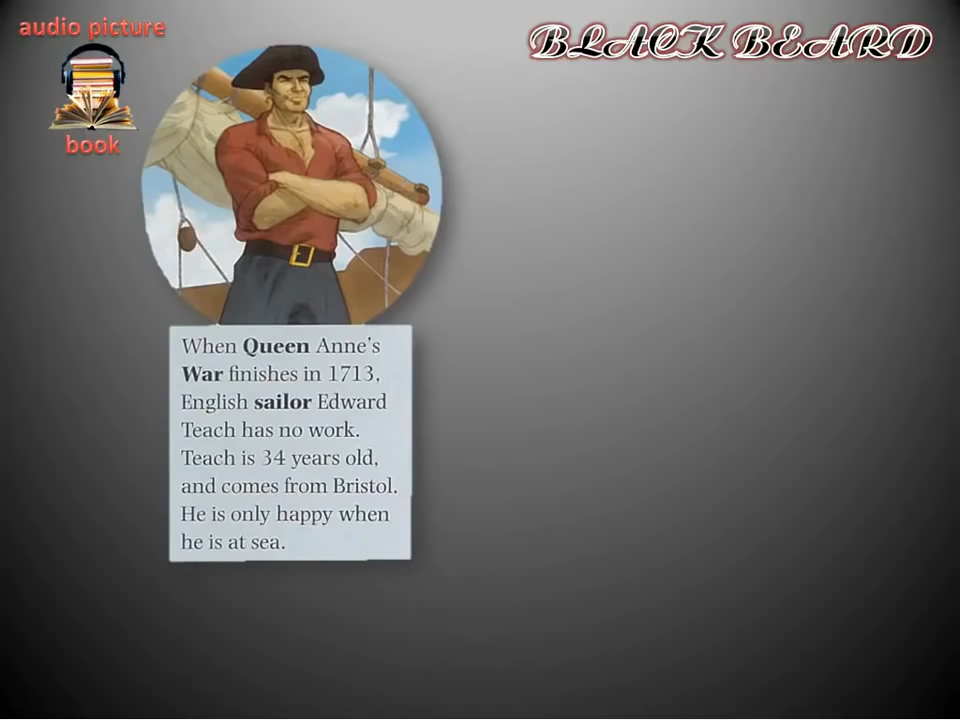 audio picture
book
BLACK BEARD
When Queen Anne's
War finishes in 1713,
English sailor Edward
Teach has no work.
Teach is 34 years old,
and comes from Bristol.
He is only happy when
he is at sea.